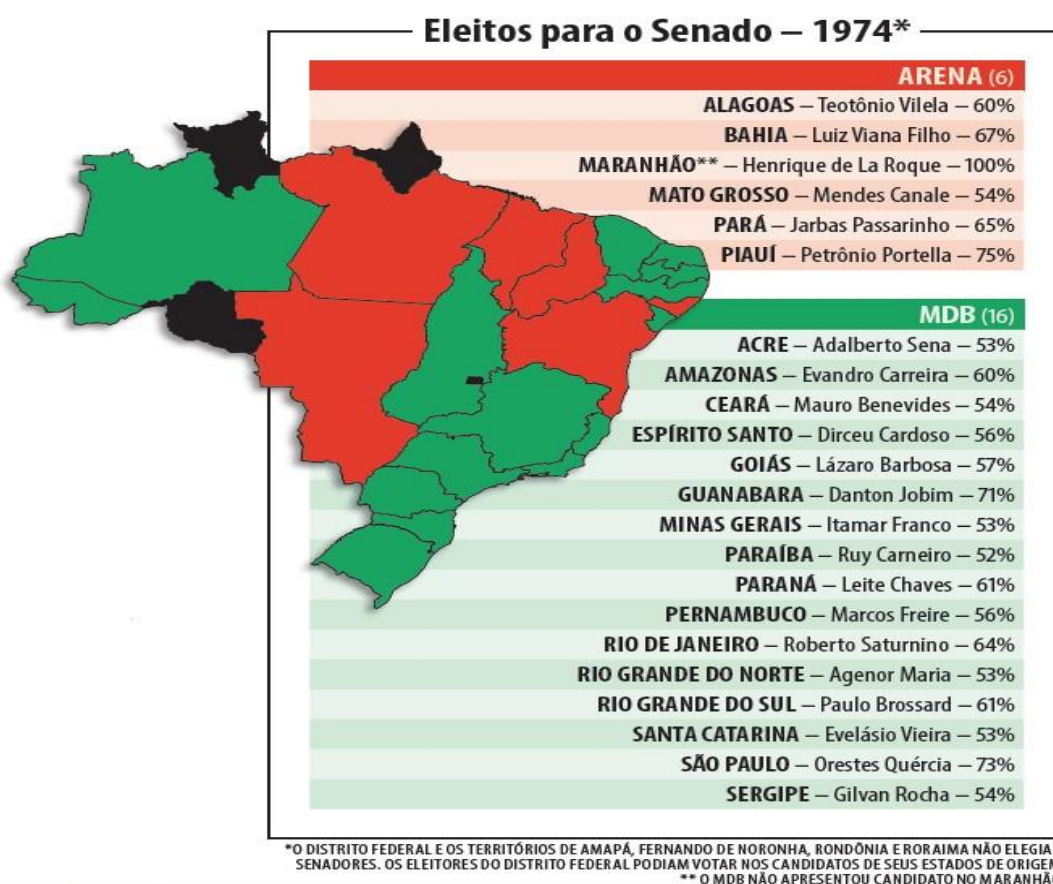 Eleitos para o Senado – 1974*
ARENA (6)
ALAGOAS – Teotônio Vilela – 60%
BAHIA – Luiz Viana Filho – 67%
MARANHÃO** – Henrique de La Roque – 100%
MATO GROSSO – Mendes Canale – 54%
PARÁ – Jarbas Passarinho – 65%
PIAUÍ – Petrônio Portella – 75%
MDB (16)
ACRE – Adalberto Sena – 53%
AMAZONAS – Evandro Carreira – 60%
CEARÁ – Mauro Benevides – 54%
ESPÍRITO SANTO – Dirceu Cardoso – 56%
GOIÁS – Lázaro Barbosa – 57%
GUANABARA – Danton Jobim – 71%
MINAS GERAIS – Itamar Franco – 53%
PARAÍBA – Ruy Carneiro – 52%
PARANÁ – Leite Chaves – 61%
PERNAMBUCO – Marcos Freire – 56%
RIO DE JANEIRO – Roberto Saturnino – 64%
RIO GRANDE DO NORTE – Agenor Maria – 53%
RIO GRANDE DO SUL – Paulo Brossard – 61%
SANTA CATARINA – Evelásio Vieira – 53%
SÃO PAULO – Orestes Quércia – 73%
SERGIPE – Gilvan Rocha – 54%
*O DISTRITO FEDERAL E OS TERRITÓRIOS DE AMAPÁ, FERNANDO DE NORONHA, RONDÔNIA E RORAIMA NÃO ELEGIA
SENADORES. OS ELEITORES DO DISTRITO FEDERAL PODIAM VOTAR NOS CANDIDATOS DE SEUS ESTADOS DE ORIGEM
** O MDB NÃO APRESENTOU CANDIDATO NO MARANHÃ